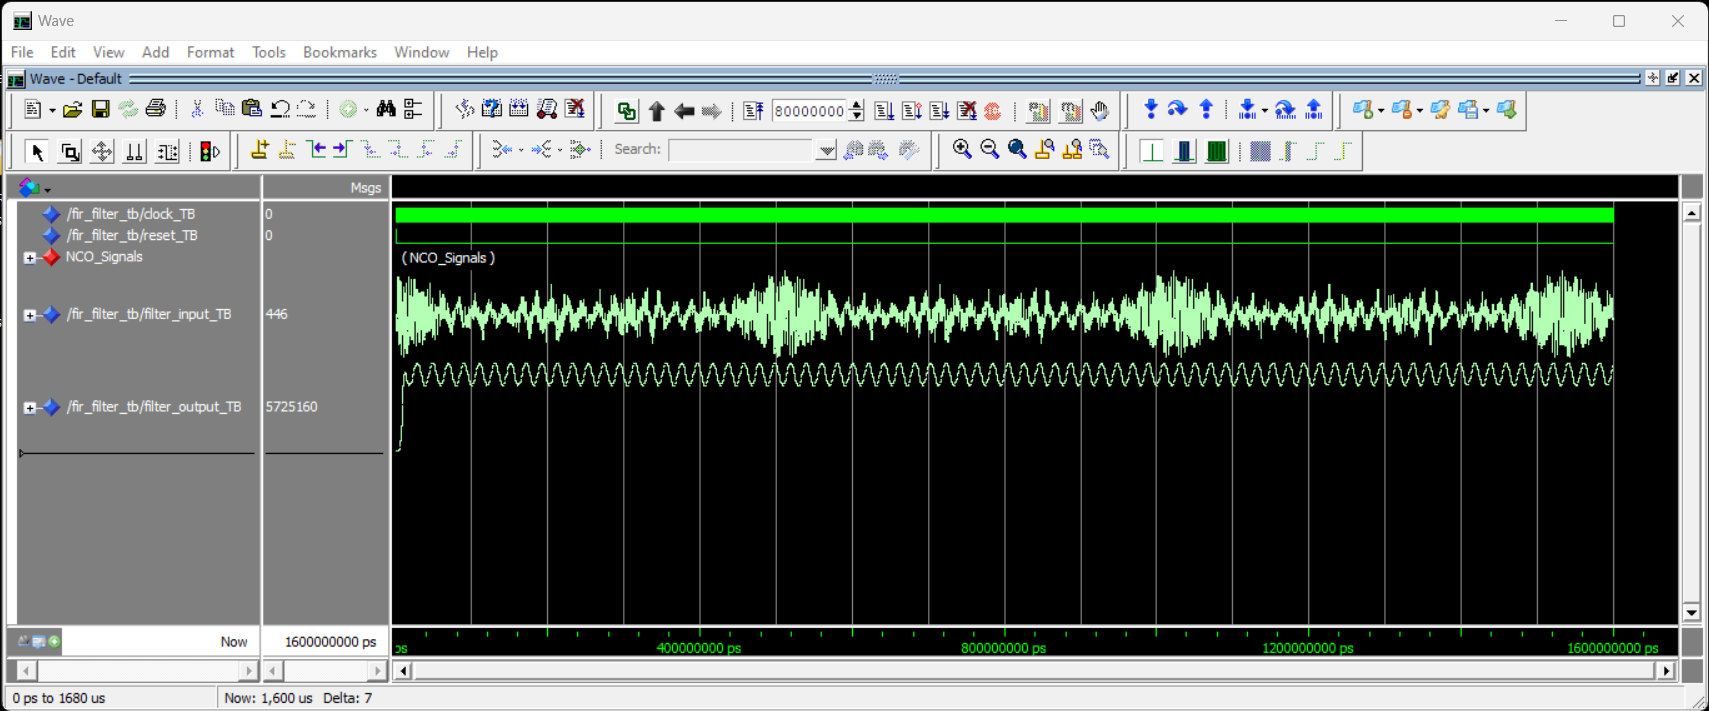 Wave
File Edit View Add Format Tools Bookmarks Window Help
Wave - Default
80000000
Search:
Msgs
/fir_filter_tb/clock_TB 0
/fir_filter_tb/reset_TB 0
NCO_Signals ( NCO_Signals )
/fir_filter_tb/filter_input_TB 446
/fir_filter_tb/filter_output_TB 5725160
Now 1600000000 ps ps 400000000 ps 800000000 ps 1200000000 ps 1600000000 ps
0 ps to 1680 us Now: 1,600 us Delta: 7